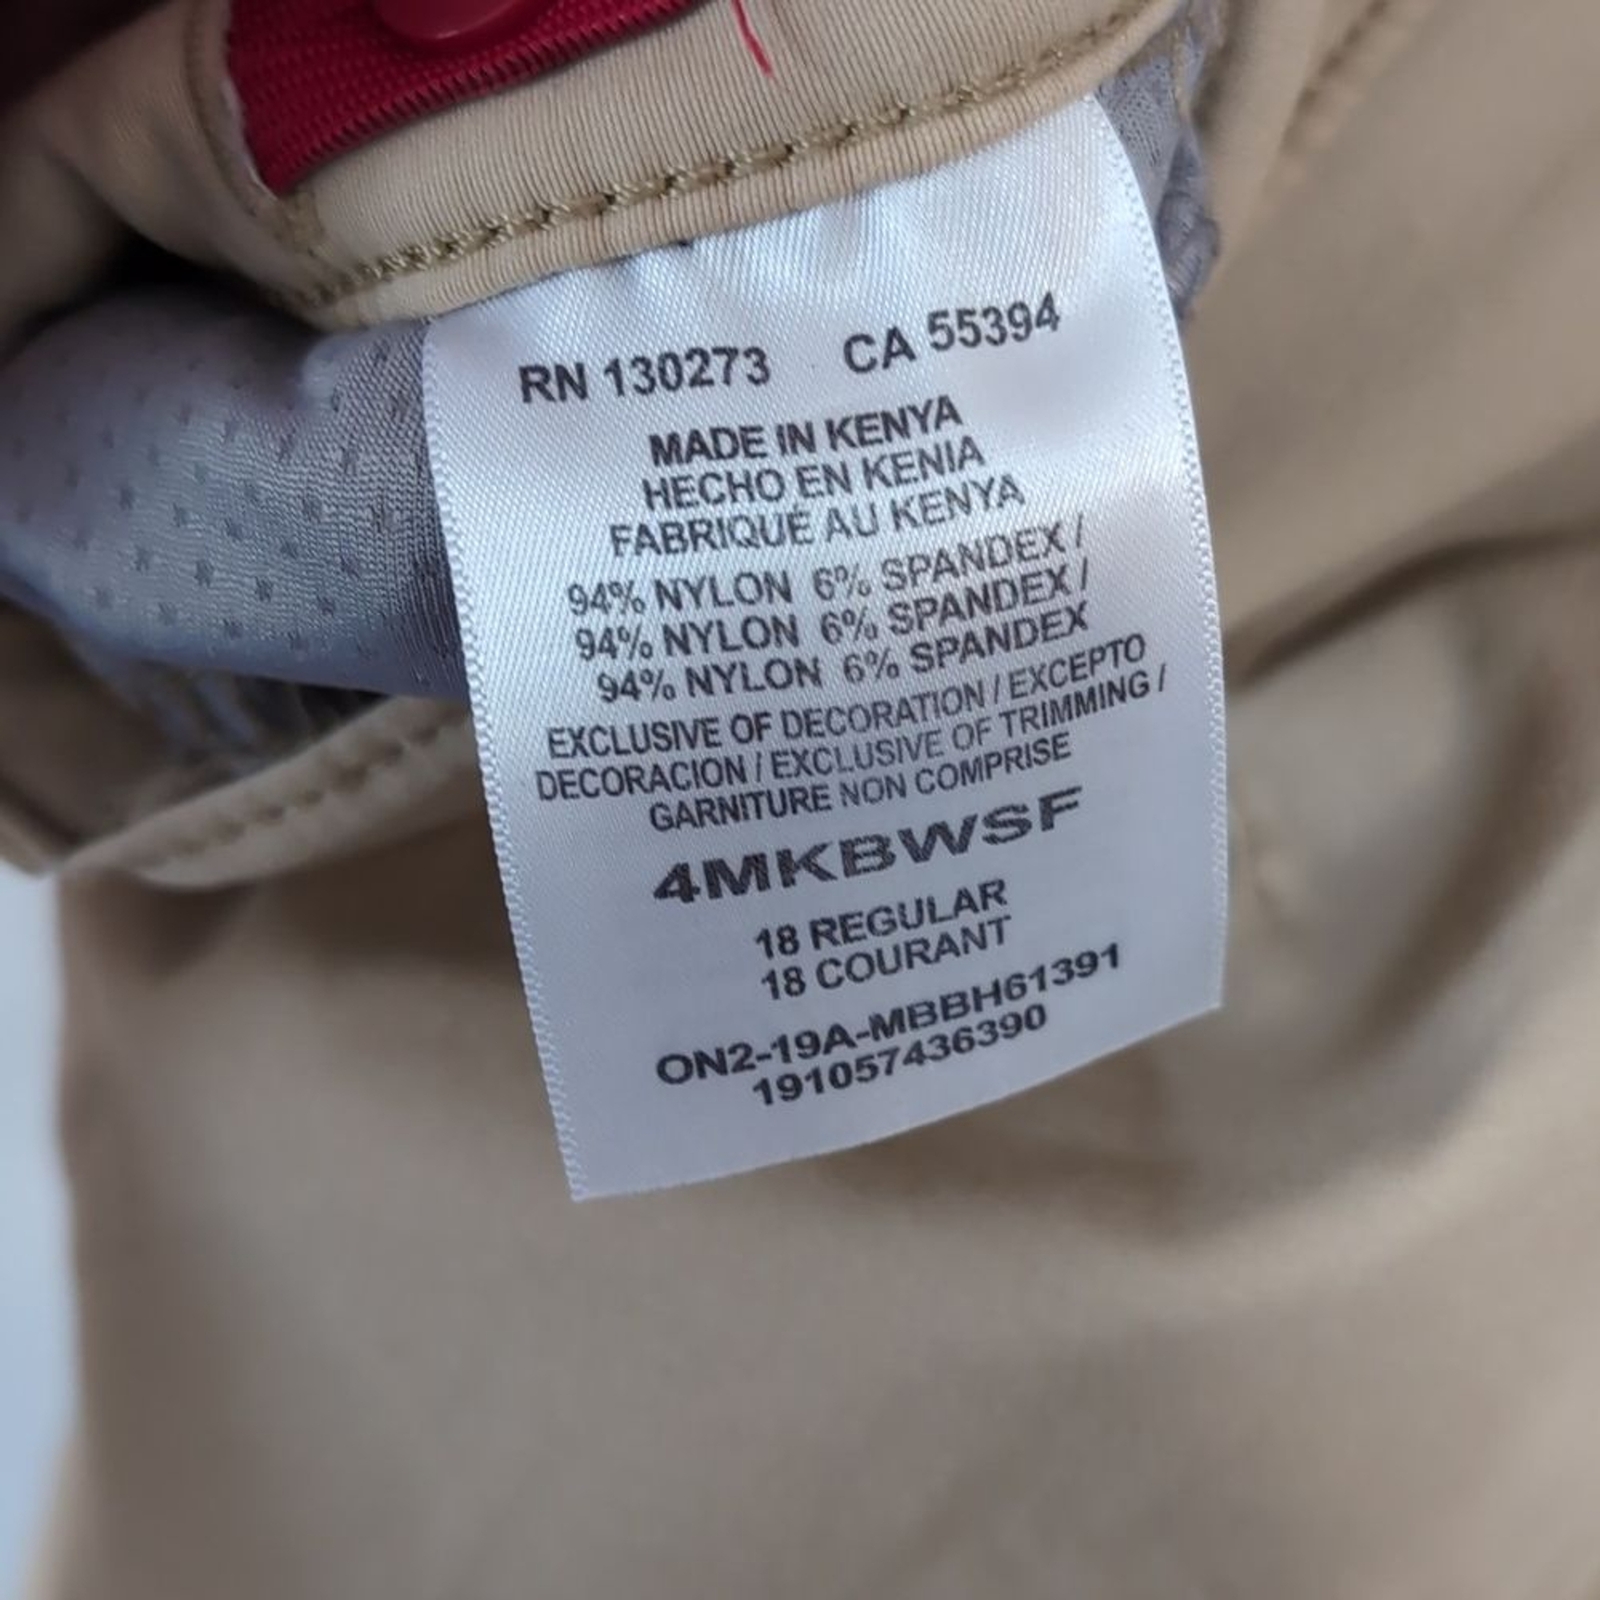 RN 130273 CA 55394
MADE IN KENYA
HECHO EN KENIA
FABRIQUÉ AU KENYA
94% NYLON 6% SPANDEX /
94% NYLON 6% SPANDEX /
94% NYLON 6% SPANDEX
EXCLUSIVE OF DECORATION / EXCEPTO
DECORACION / EXCLUSIVE OF TRIMMING /
GARNITURE NON COMPRISE
4MKBWSF
18 REGULAR
18 COURANT
ON2-19A-MBBH61391
191057436390